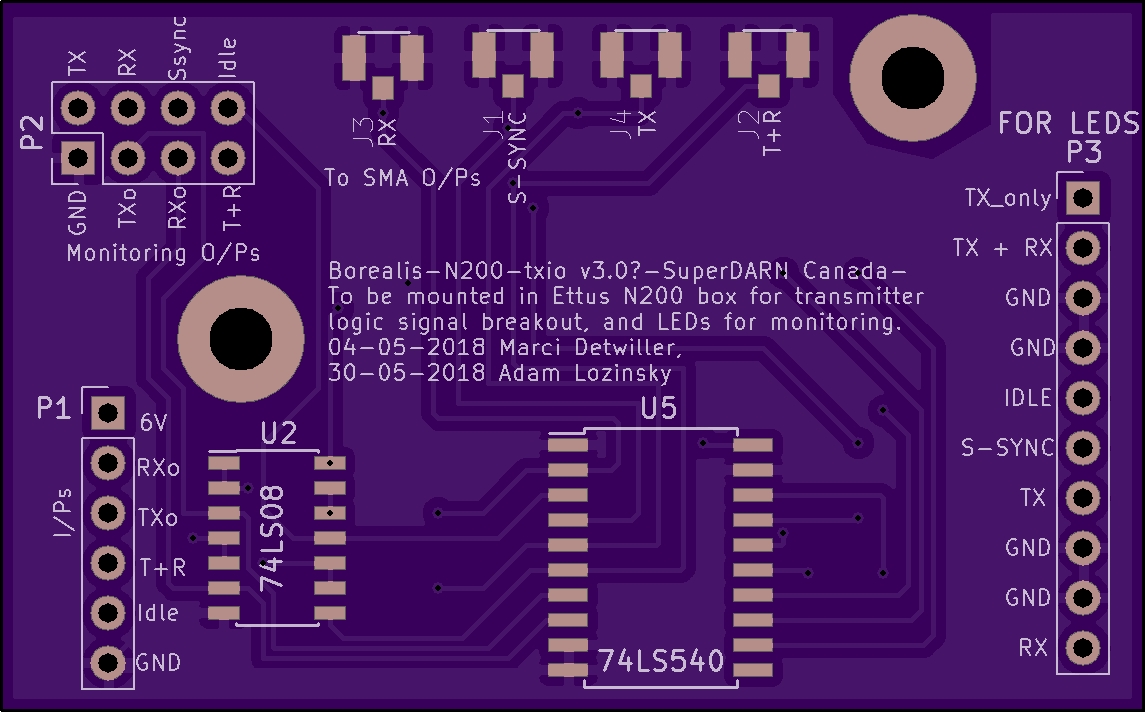 TX RX Ssync Idle
P2
GND TXo RXo T+R
Monitoring O/Ps
J3 RX
J1 S-SYNC
J4 TX
J2 T+R
To SMA O/Ps
FOR LEDS
P3
TX_only
TX + RX
GND
GND
IDLE
S-SYNC
TX
GND
GND
RX
Borealis-N200-txio v3.0?-SuperDARN Canada-
To be mounted in Ettus N200 box for transmitter
logic signal breakout, and LEDs for monitoring.
04-05-2018 Marci Detwiller,
30-05-2018 Adam Lozinsky
P1
6V
RXo
TXo
T+R
Idle
GND
I/Ps
U2
74LS08
U5
74LS540